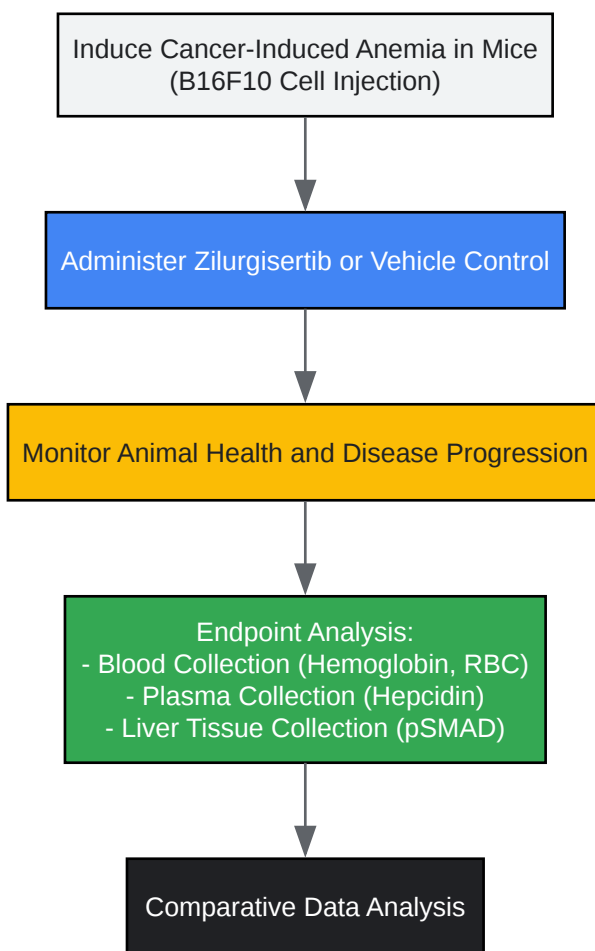 Induce Cancer-Induced Anemia in Mice
(B16F10 Cell Injection)
Administer Zilurgisertib or Vehicle Control
Monitor Animal Health and Disease Progression
Endpoint Analysis:
- Blood Collection (Hemoglobin, RBC)
- Plasma Collection (Hepcidin)
- Liver Tissue Collection (pSMAD)
Comparative Data Analysis